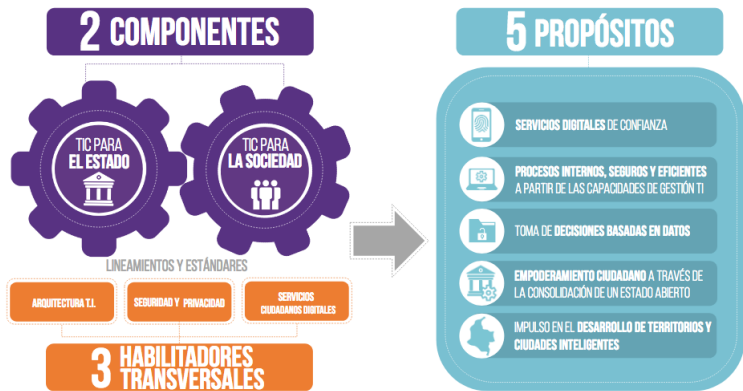 2 COMPONENTES
TIC PARA
EL ESTADO
TIC PARA
LA SOCIEDAD
LINEAMIENTOS Y ESTÁNDARES
ARQUITECTURA T.I.
SEGURIDAD Y PRIVACIDAD
SERVICIOS
CIUDADANOS DIGITALES
3 HABILITADORES
TRANSVERSALES
5 PROPÓSITOS
SERVICIOS DIGITALES DE CONFIANZA
PROCESOS INTERNOS, SEGUROS Y EFICIENTES
A PARTIR DE LAS CAPACIDADES DE GESTIÓN TI
TOMA DE DECISIONES BASADAS EN DATOS
EMPODERAMIENTO CIUDADANO A TRAVÉS DE
LA CONSOLIDACIÓN DE UN ESTADO ABIERTO
IMPULSO EN EL DESARROLLO DE TERRITORIOS Y
CIUDADES INTELIGENTES